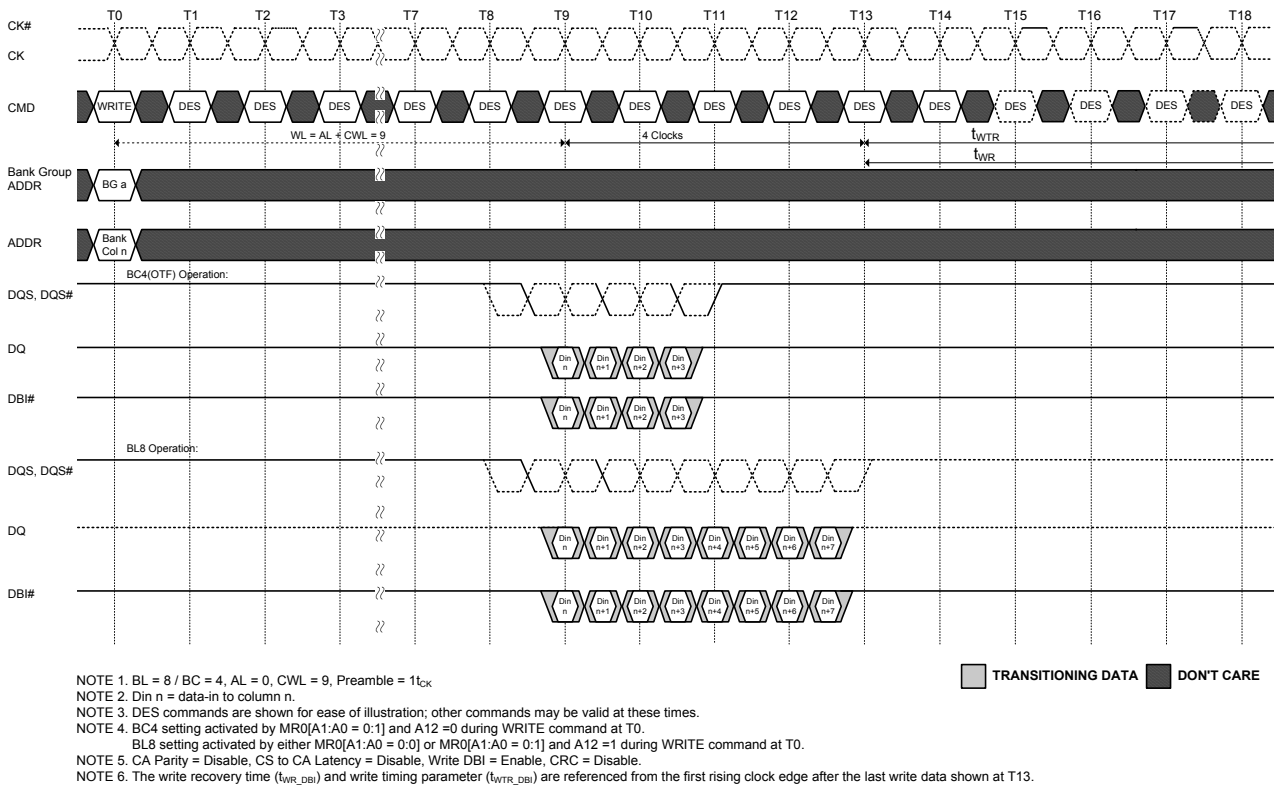 T0 T1 T2 T3 T7 T8 T9 T10 T11 T12 T13 T14 T15 T16 T17 T18
CK#
CK
CMD WRITE DES DES DES DES DES DES DES DES DES DES DES DES DES DES DES
WL = AL + CWL = 9 4 Clocks tWTR
tWR
Bank Group
ADDR BG a
ADDR Bank
Col n
BC4(OTF) Operation:
DQS, DQS#
DQ Din n Din n+1 Din n+2 Din n+3
DBI# Din n Din n+1 Din n+2 Din n+3
BL8 Operation:
DQS, DQS#
DQ Din n Din n+1 Din n+2 Din n+3 Din n+4 Din n+5 Din n+6 Din n+7
DBI# Din n Din n+1 Din n+2 Din n+3 Din n+4 Din n+5 Din n+6 Din n+7
TRANSITIONING DATA DON'T CARE
NOTE 1. BL = 8 / BC = 4, AL = 0, CWL = 9, Preamble = 1tCK
NOTE 2. Din n = data-in to column n.
NOTE 3. DES commands are shown for ease of illustration; other commands may be valid at these times.
NOTE 4. BC4 setting activated by MR0[A1:A0 = 0:1] and A12 =0 during WRITE command at T0.
BL8 setting activated by either MR0[A1:A0 = 0:0] or MR0[A1:A0 = 0:1] and A12 =1 during WRITE command at T0.
NOTE 5. CA Parity = Disable, CS to CA Latency = Disable, Write DBI = Enable, CRC = Disable.
NOTE 6. The write recovery time (tWR_DBI) and write timing parameter (tWTR_DBI) are referenced from the first rising clock edge after the last write data shown at T13.